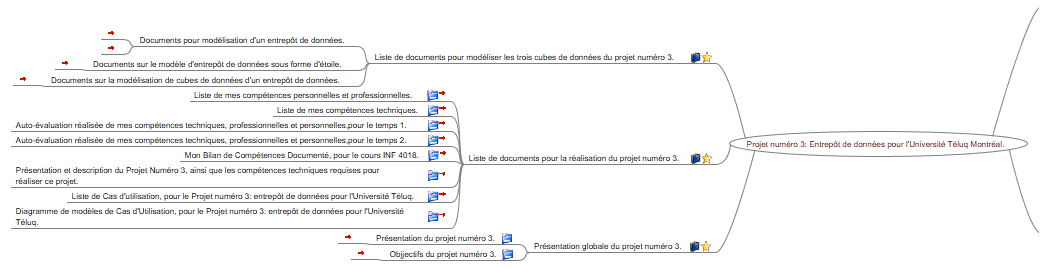 Documents pour modélisation d'un entrepôt de données.
Documents sur le modèle d'entrepôt de données sous forme d'étoile.
Documents sur la modélisation de cubes de données d'un entrepôt de données.
Liste de documents pour modéliser les trois cubes de données du projet numéro 3.
Liste de mes compétences personnelles et professionnelles.
Liste de mes compétences techniques.
Auto-évaluation réalisée de mes compétences techniques, professionnelles et personnelles,pour le temps 1.
Auto-évaluation réalisée de mes compétences techniques, professionnelles et personnelles,pour le temps 2.
Mon Bilan de Compétences Documenté, pour le cours INF 4018.
Présentation et description du Projet Numéro 3, ainsi que les compétences techniques requises pour
réaliser ce projet.
Liste de Cas d'utilisation, pour le Projet numéro 3: entrepôt de données pour l'Université Téluq.
Diagramme de modèles de Cas d'Utilisation, pour le Projet numéro 3: entrepôt de données pour l'Université
Téluq.
Liste de documents pour la réalisation du projet numéro 3.
Présentation du projet numéro 3.
Objjectifs du projet numéro 3.
Présentation globale du projet numéro 3.
Projet numéro 3: Entrepôt de données pour l'Université Téluq Montréal.